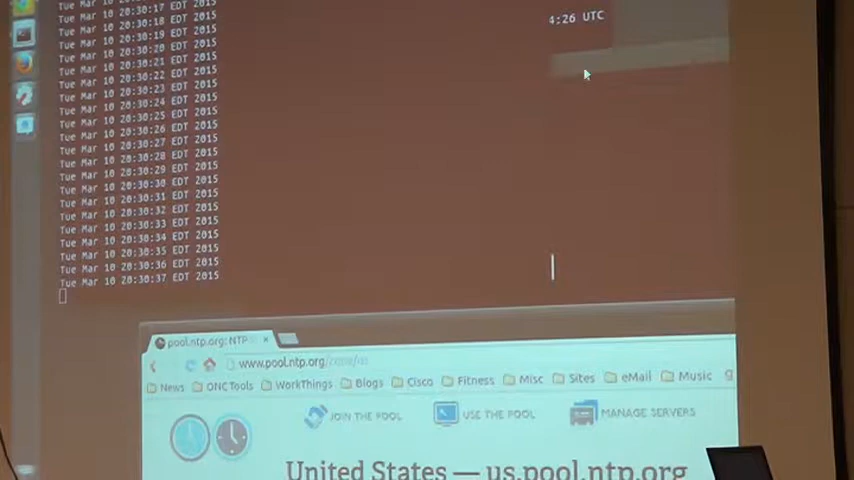 Tue Mar 10 20:30:17 EDT 2015
Tue Mar 10 20:30:18 EDT 2015
Tue Mar 10 20:30:19 EDT 2015
Tue Mar 10 20:30:20 EDT 2015
Tue Mar 10 20:30:21 EDT 2015
Tue Mar 10 20:30:22 EDT 2015
Tue Mar 10 20:30:23 EDT 2015
Tue Mar 10 20:30:24 EDT 2015
Tue Mar 10 20:30:25 EDT 2015
Tue Mar 10 20:30:26 EDT 2015
Tue Mar 10 20:30:27 EDT 2015
Tue Mar 10 20:30:28 EDT 2015
Tue Mar 10 20:30:29 EDT 2015
Tue Mar 10 20:30:30 EDT 2015
Tue Mar 10 20:30:31 EDT 2015
Tue Mar 10 20:30:32 EDT 2015
Tue Mar 10 20:30:33 EDT 2015
Tue Mar 10 20:30:34 EDT 2015
Tue Mar 10 20:30:35 EDT 2015
Tue Mar 10 20:30:36 EDT 2015
Tue Mar 10 20:30:37 EDT 2015
4:26 UTC
pool.ntp.org: NTP
www.pool.ntp.org/zone/us
News ONC Tools WorkThings Blogs Cisco Fitness Misc Sites eMail Music
JOIN THE POOL USE THE POOL MANAGE SERVERS
United States — us.pool.ntp.org